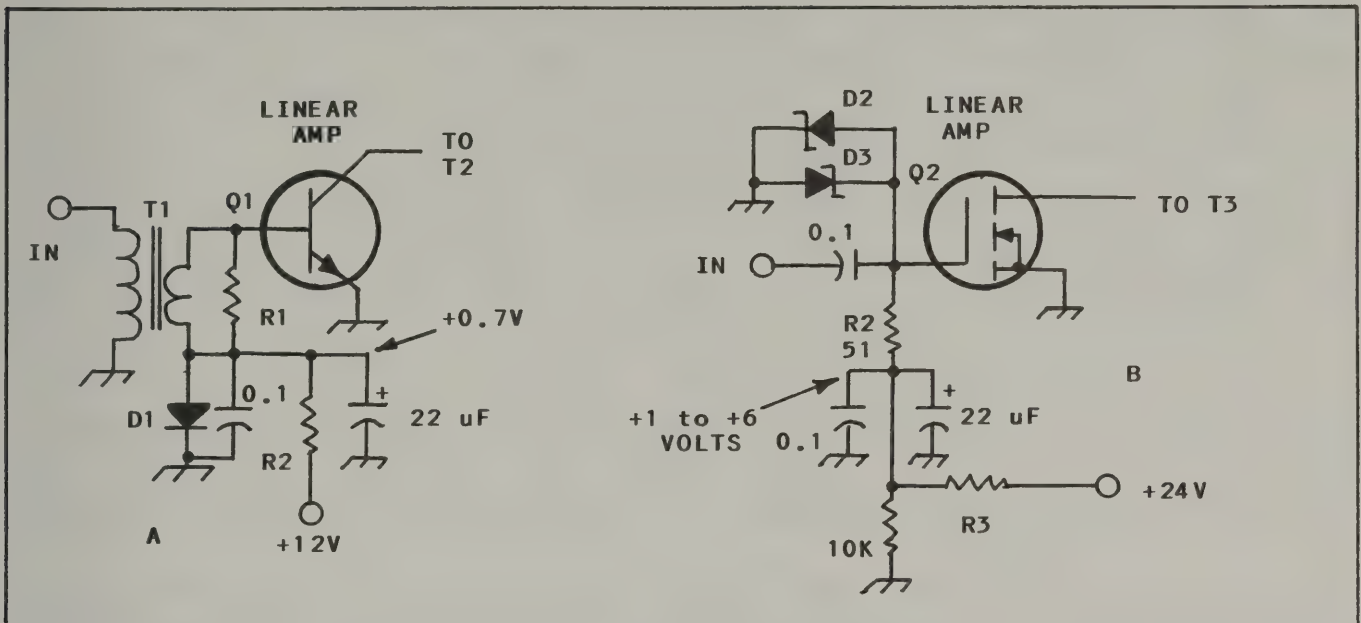 LINEAR
AMP
TO
T2
Q1
T1
IN
R1
+0.7V
0.1
+
22 uF
D1
R2
A
+12V
D2
LINEAR
AMP
D3
Q2
TO T3
0.1
IN
R2
51
B
+1 to +6
VOLTS
0.1
+
22 uF
+24V
R3
10K